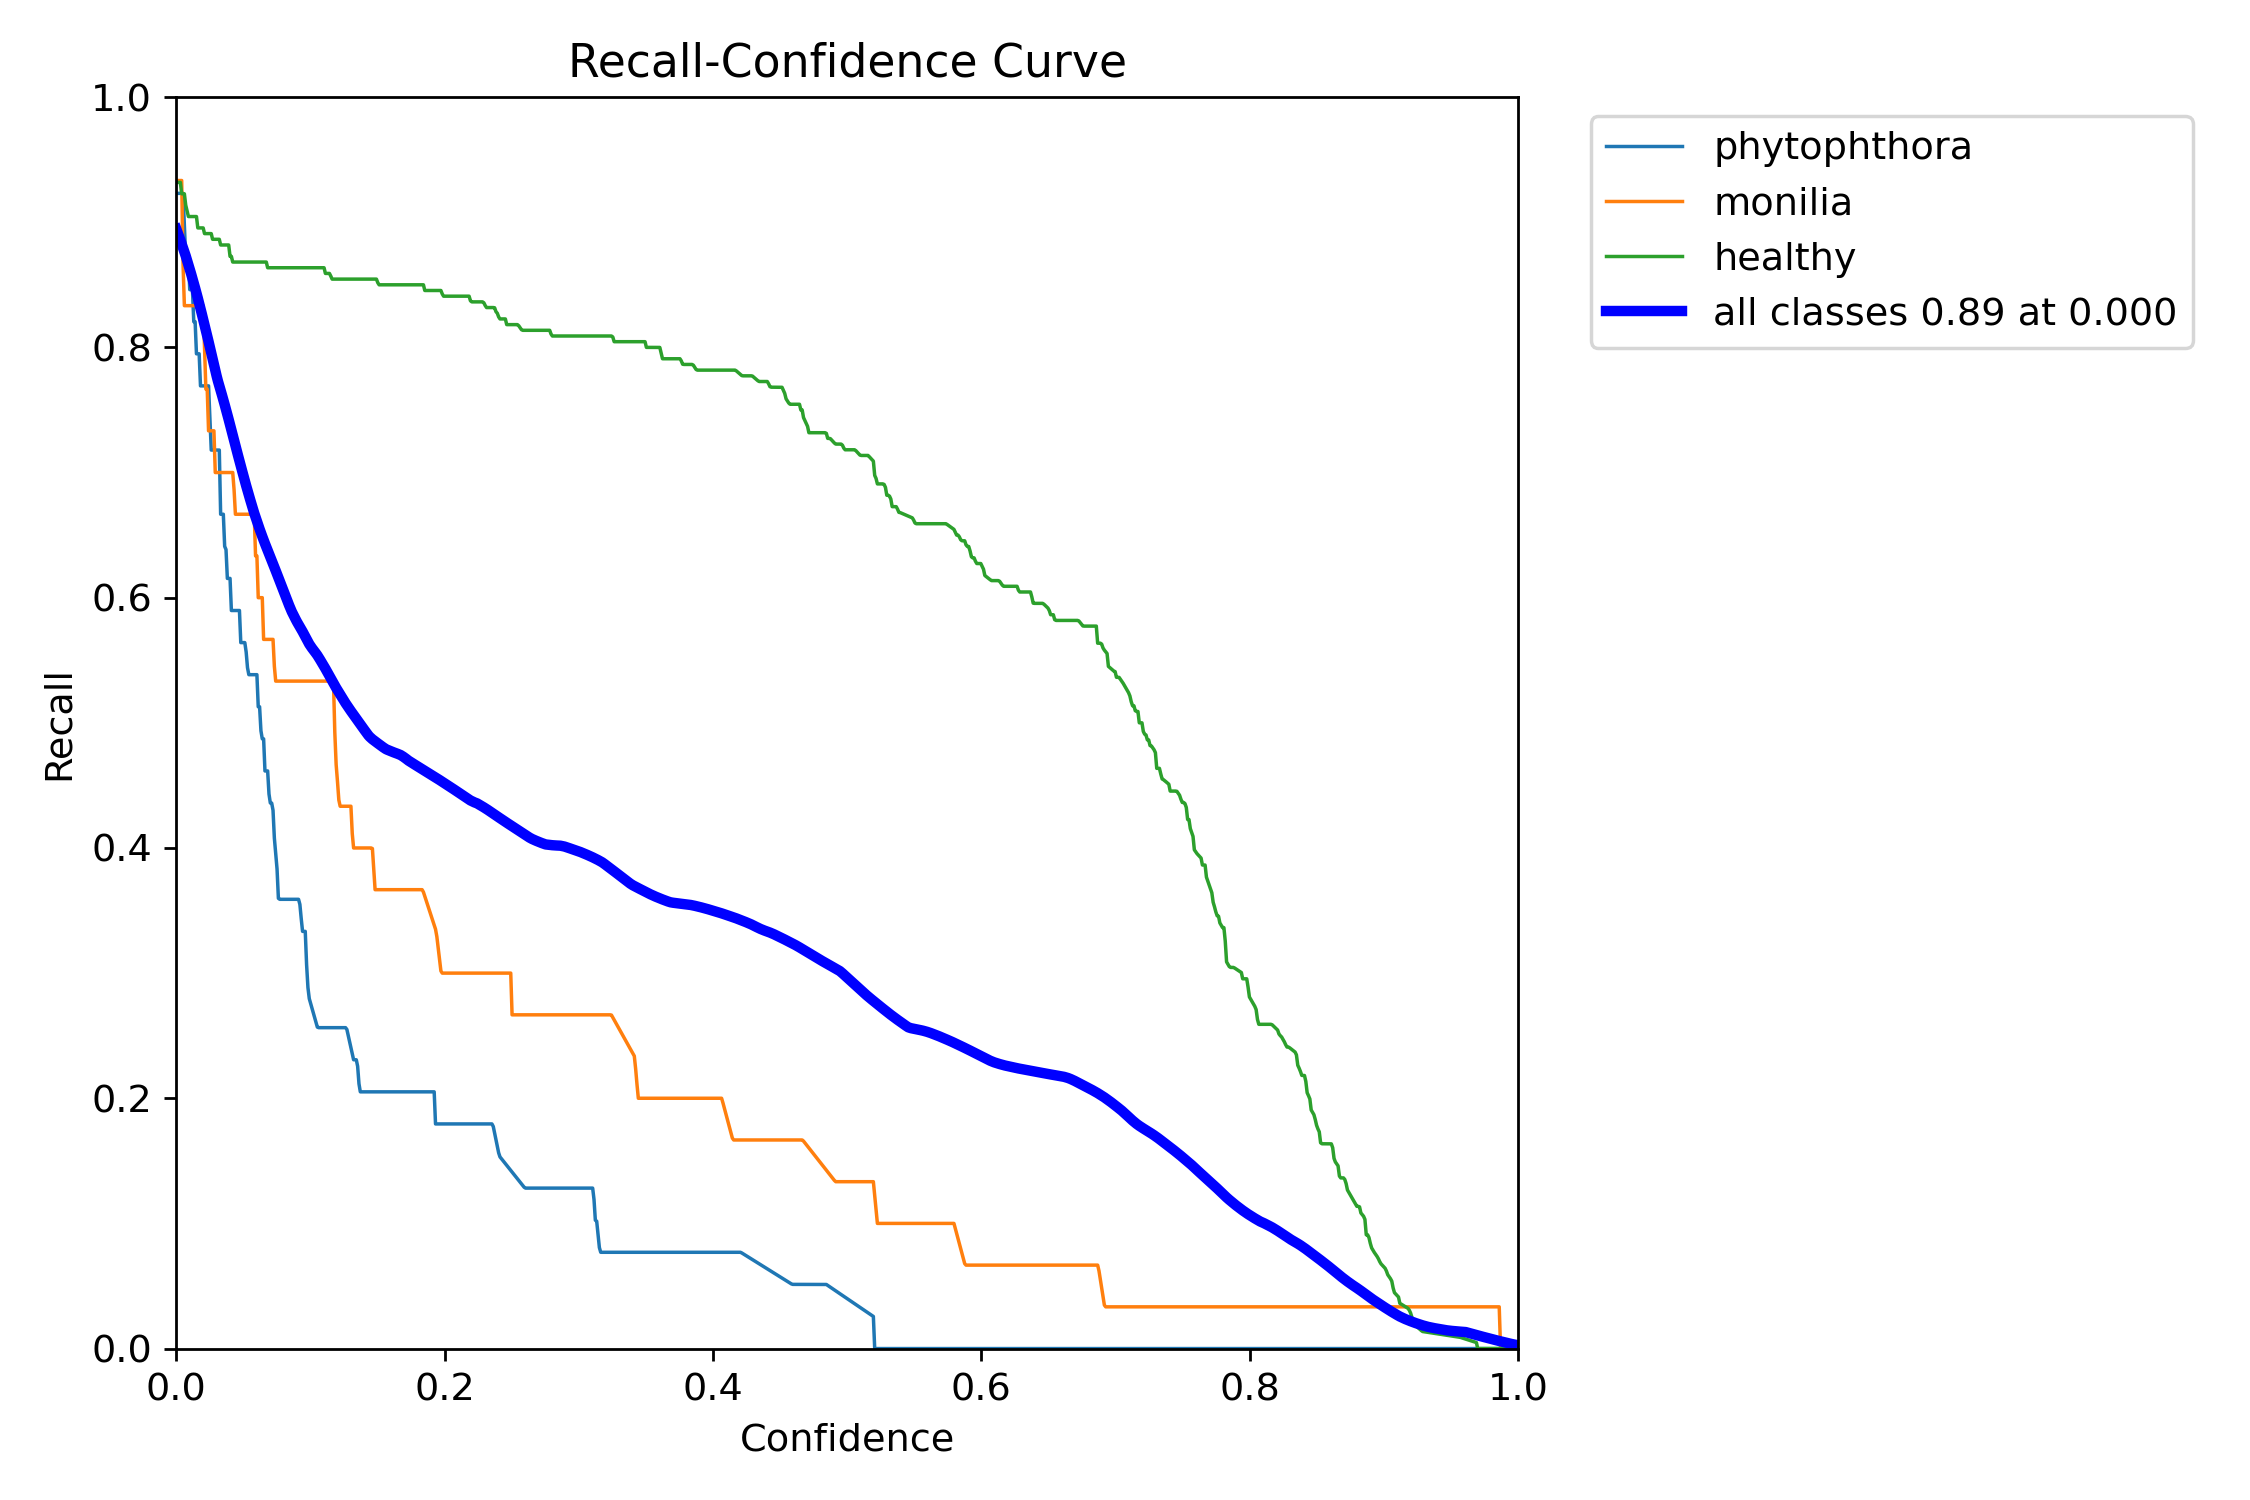 Recall-Confidence Curve
1.0
0.8
0.6
0.4
0.2
0.0
Recall
0.0 0.2 0.4 0.6 0.8 1.0
Confidence
phytophthora
monilia
healthy
all classes 0.89 at 0.000